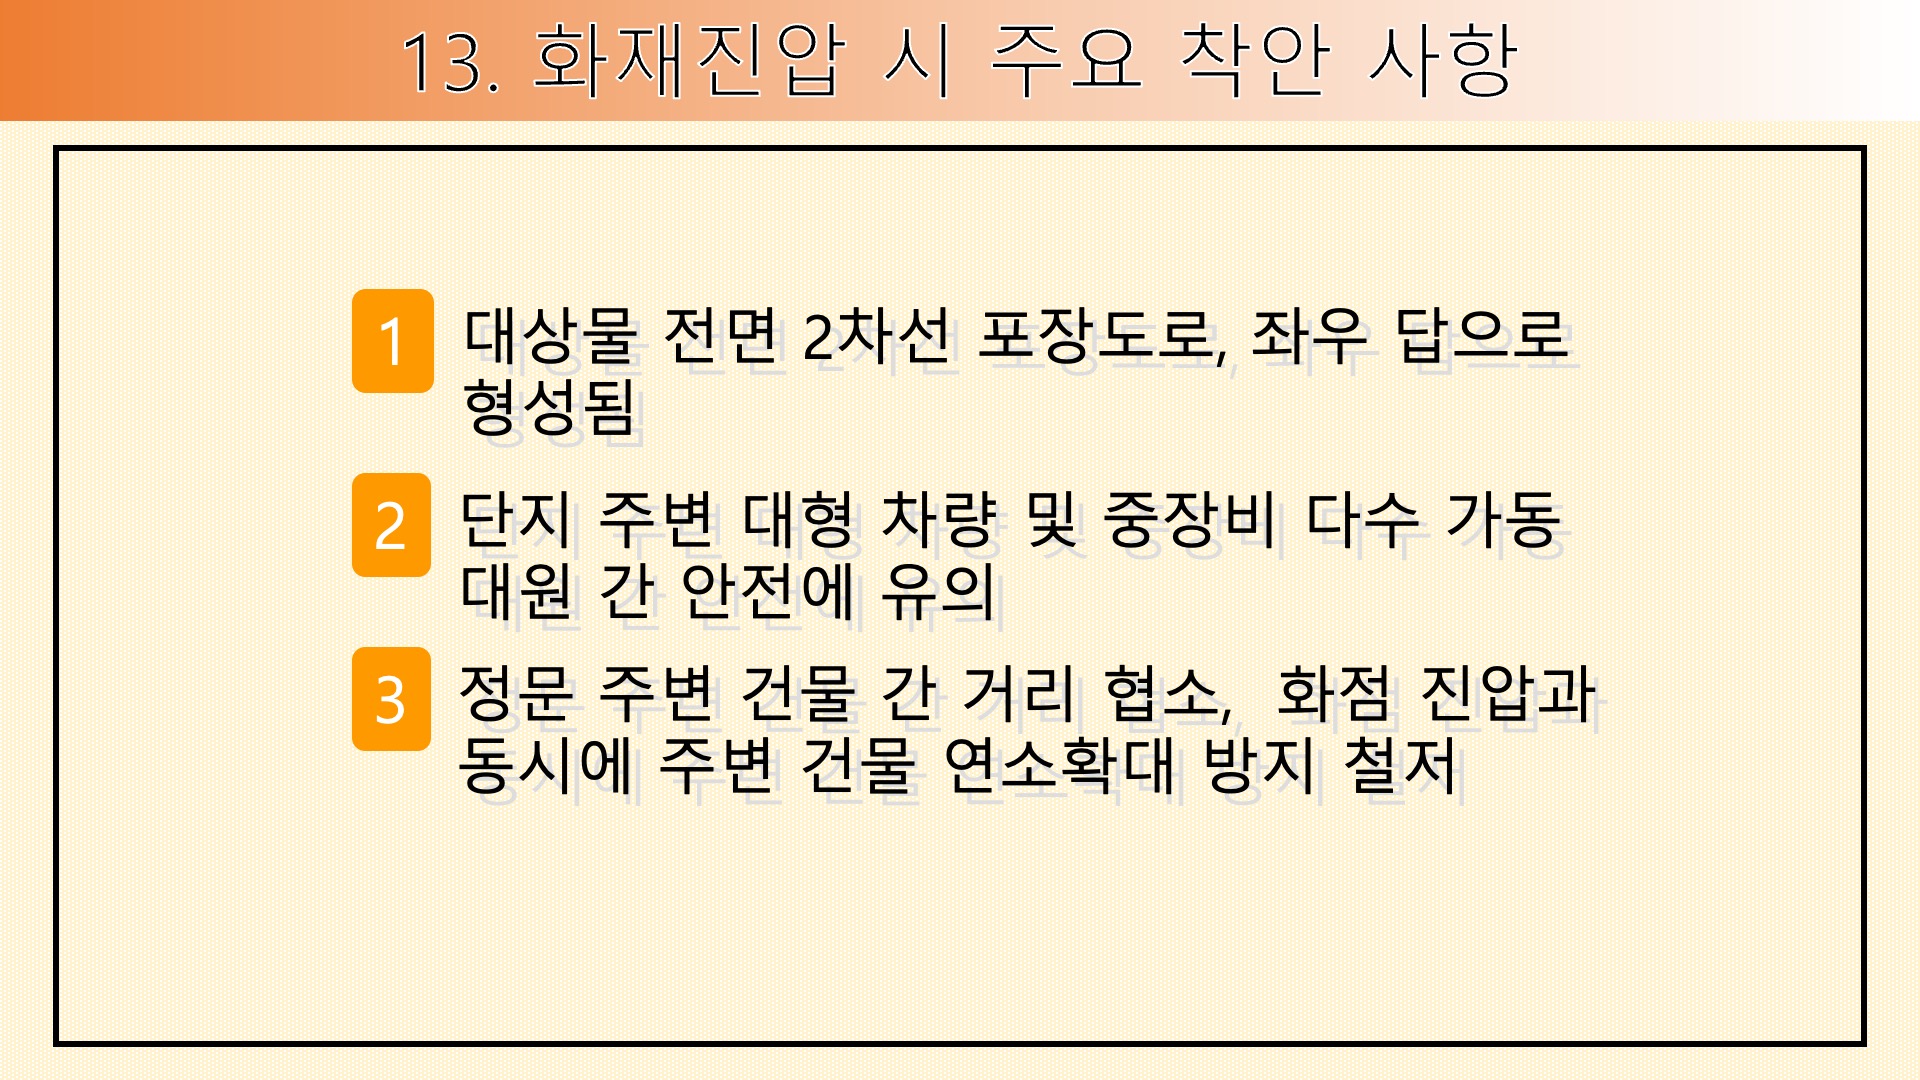 13. 화재진압 시 주요 착안 사항
1 대상물 전면 2차선 포장도로, 좌우 답으로
형성됨
2 단지 주변 대형 차량 및 중장비 다수 가동
대원 간 안전에 유의
3 정문 주변 건물 간 거리 협소, 화점 진압과
동시에 주변 건물 연소확대 방지 철저